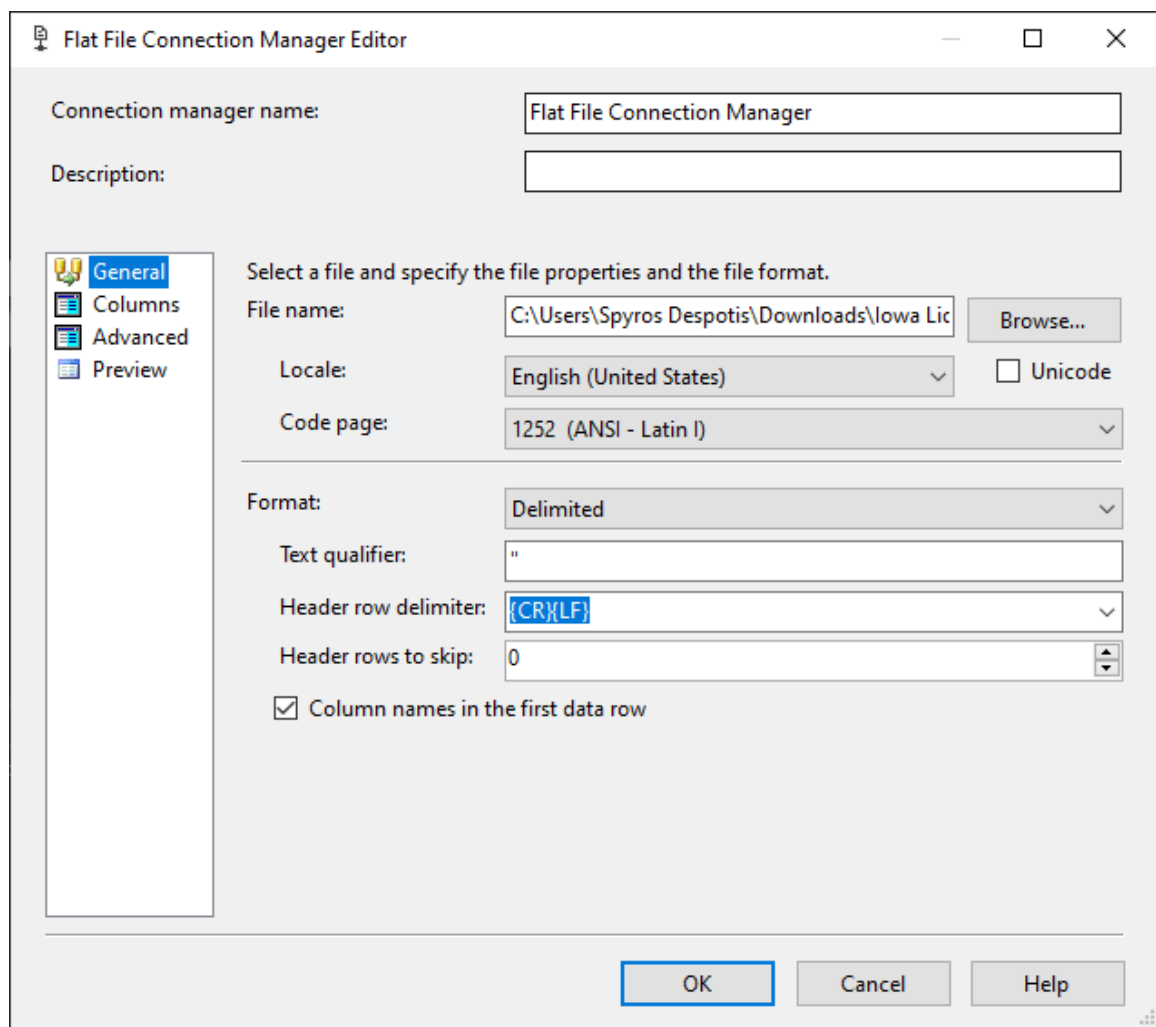 Flat File Connection Manager Editor
Connection manager name:
Flat File Connection Manager
Description:
General
Columns
Advanced
Preview
Select a file and specify the file properties and the file format.
File name:
C:\Users\Spyros Despotis\Downloads\Iowa Lic
Browse...
Locale:
English (United States)
Unicode
Code page:
1252  (ANSI - Latin I)
Format:
Delimited
Text qualifier:
"
Header row delimiter:
{CR}{LF}
Header rows to skip:
0
Column names in the first data row
OK
Cancel
Help